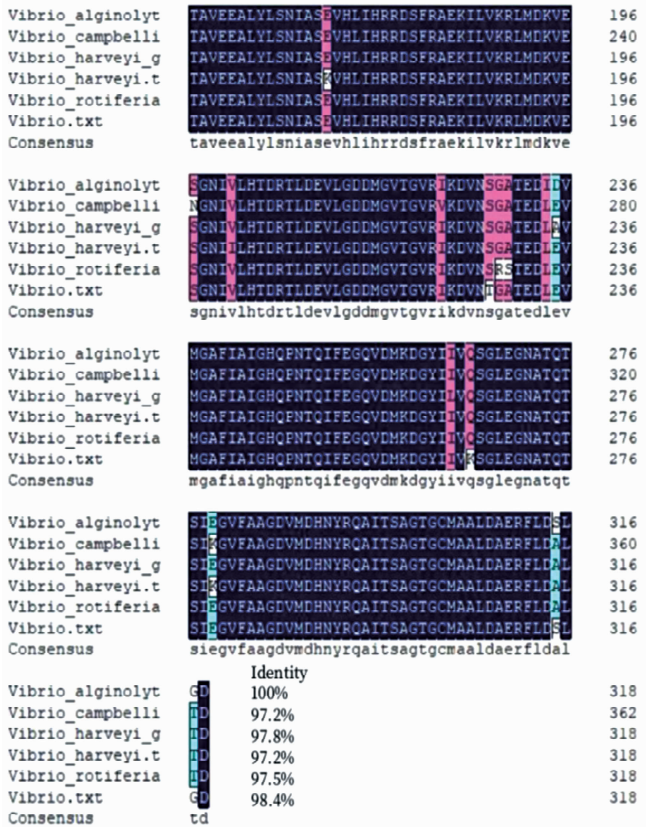 Vibrio_alginolyt TAVEEALYLSNIASEVHLIHRRDSFRAEKILVKRLMDKVE 196
Vibrio_campbelli TAVEEALYLSNIASEVHLIHRRDSFRAEKILVKRLMDKVE 240
Vibrio_harveyi_g TAVEEALYLSNIASEVHLIHRRDSFRAEKILVKRLMDKVE 196
Vibrio_harveyi.t TAVEEALYLSNIASKVHLIHRRDSFRAEKILVKRLMDKVE 196
Vibrio_rotiferia TAVEEALYLSNIASEVHLIHRRDSFRAEKILVKRLMDKVE 196
Vibrio.txt TAVEEALYLSNIASEVHLIHRRDSFRAEKILVKRLMDKVE 196
Consensus taveealylsniasevhlihrrdsfraekilvkrlmdkve
Vibrio_alginolyt SGNIVLHTDRTLDEVLGDDMGVTGVRIKDVNSGATEDIDV 236
Vibrio_campbelli NGNIVLHTDRTLDEVLGDDMGVTGVRVKDVNSGATEDLEV 280
Vibrio_harveyi_g SGNIVLHTDRTLDEVLGDDMGVTGVRIKDVNSGATEDLAV 236
Vibrio_harveyi.t SGNIILHTDRTLDEVLGDDMGVTGVRIKDVNSGATEDLEV 236
Vibrio_rotiferia SGNIVLHTDRTLDEVLGDDMGVTGVRIKDVNSRSTEDLEV 236
Vibrio.txt SGNIVLHTDRTLDEVLGDDMGVTGVRIKDVNTGATEDLEV 236
Consensus sgnivlhtdrtldevlgddmgvtgvrikdvnsgatedlev
Vibrio_alginolyt MGAFIAIGHQPNTQIFEGQVDMKDGYIIVQSGLEGNATQT 276
Vibrio_campbelli MGAFIAIGHQPNTQIFEGQVDMKDGYIIVQSGLEGNATQT 320
Vibrio_harveyi_g MGAFIAIGHQPNTQIFEGQVDMKDGYILVQSGLEGNATQT 276
Vibrio_harveyi.t MGAFIAIGHQPNTQIFEGQVDMKDGYIIVQSGLEGNATQT 276
Vibrio_rotiferia MGAFIAIGHQPNTQIFEGQVDMKDGYIIVQSGLEGNATQT 276
Vibrio.txt MGAFIAIGHQPNTQIFEGQVDMKDGYIIVKSGLEGNATQT 276
Consensus mgafiaighqpntqifegqvdmkdgyiivqsglegnatqt
Vibrio_alginolyt SIEGVFAAGDVMDHNYRQAITSAGTGCMAALDAERFLDSL 316
Vibrio_campbelli SIKGVFAAGDVMDHNYRQAITSAGTGCMAALDAERFLDAL 360
Vibrio_harveyi_g SIEGVFAAGDVMDHNYRQAITSAGTGCMAALDAERFLDAL 316
Vibrio_harveyi.t SIKGVFAAGDVMDHNYRQAITSAGTGCMAALDAERFLDAL 316
Vibrio_rotiferia SIEGVFAAGDVMDHNYRQAITSAGTGCMAALDAERFLDAL 316
Vibrio.txt SIEGVFAAGDVMDHNYRQAITSAGTGCMAALDAERFLDSL 316
Consensus siegvfaagdvmdhnyrqaitsagtgcmaaldaerfldal
Identity
Vibrio_alginolyt GD 100% 318
Vibrio_campbelli TD 97.2% 362
Vibrio_harveyi_g TD 97.8% 318
Vibrio_harveyi.t TD 97.2% 318
Vibrio_rotiferia TD 97.5% 318
Vibrio.txt GD 98.4% 318
Consensus td